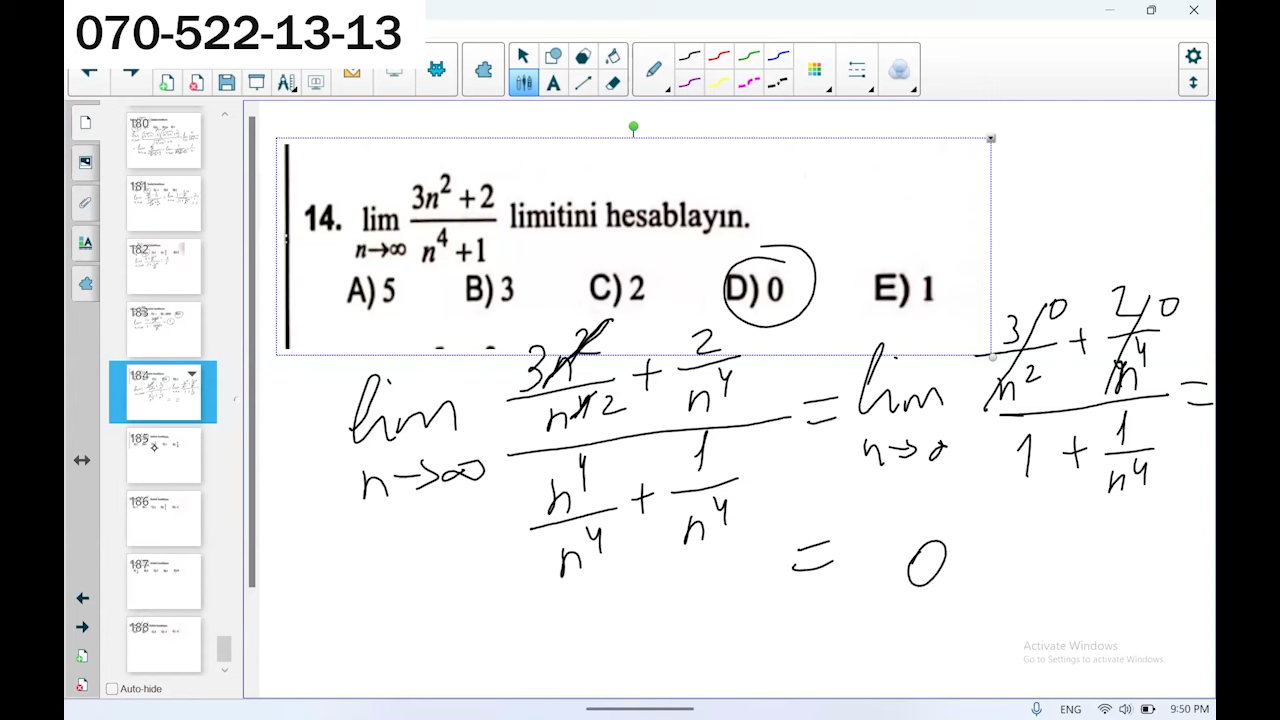 070-522-13-13
180
181
182
183
184
185
186
187
188
Auto-hide
14. lim n→∞ (3n² + 2)/(n⁴ + 1) limitini hesablayın.
A) 5 B) 3 C) 2 D) 0 E) 1
lim n→∞ (3n²/n⁴ 2 + 2/n⁴)/(n⁴/n⁴ + 1/n⁴) = lim n→∞ (3/n² 0 + 2/n⁴ 0)/(1 + 1/n⁴) =
= 0
Activate Windows
Go to Settings to activate Windows.
ENG 9:50 PM